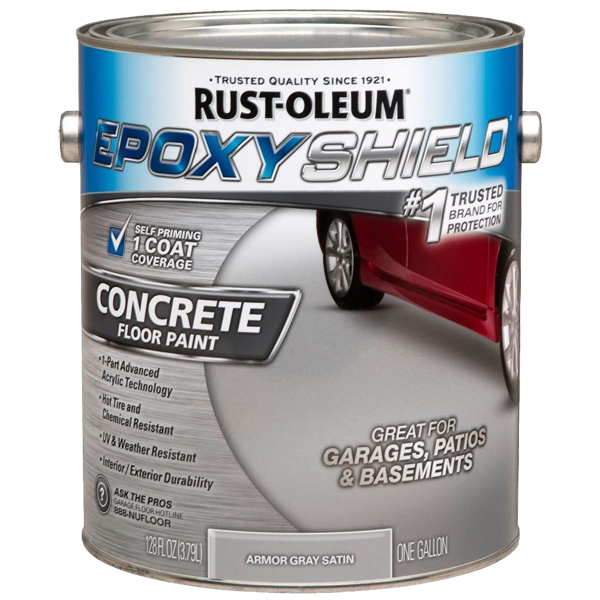 • TRUSTED QUALITY SINCE 1921 •
RUST-OLEUM®
EPOXYSHIELD®
#1 TRUSTED
BRAND FOR
PROTECTION
SELF PRIMING
1 COAT
COVERAGE
CONCRETE
FLOOR PAINT
• 1-Part Advanced
Acrylic Technology
• Hot Tire and
Chemical Resistant
• UV & Weather Resistant
• Interior / Exterior Durability
GREAT FOR
GARAGES, PATIOS
& BASEMENTS
? ASK THE PROS
GARAGE FLOOR HOTLINE
888-NUFLOOR
128 FL OZ (3.79L)
ARMOR GRAY SATIN
ONE GALLON